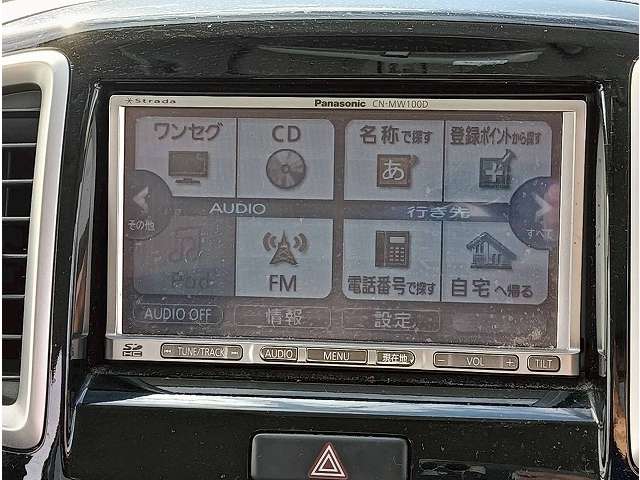 Strada
Panasonic CN-MW100D
ワンセグ
CD
名称で探す
登録ポイントから探す
あ
その他
AUDIO
行き先
すべて
iPod
FM
電話番号で探す
自宅へ帰る
AUDIO OFF
情報
設定
SD HC
TUNE/TRACK
AUDIO
MENU
現在地
− VOL +
TILT